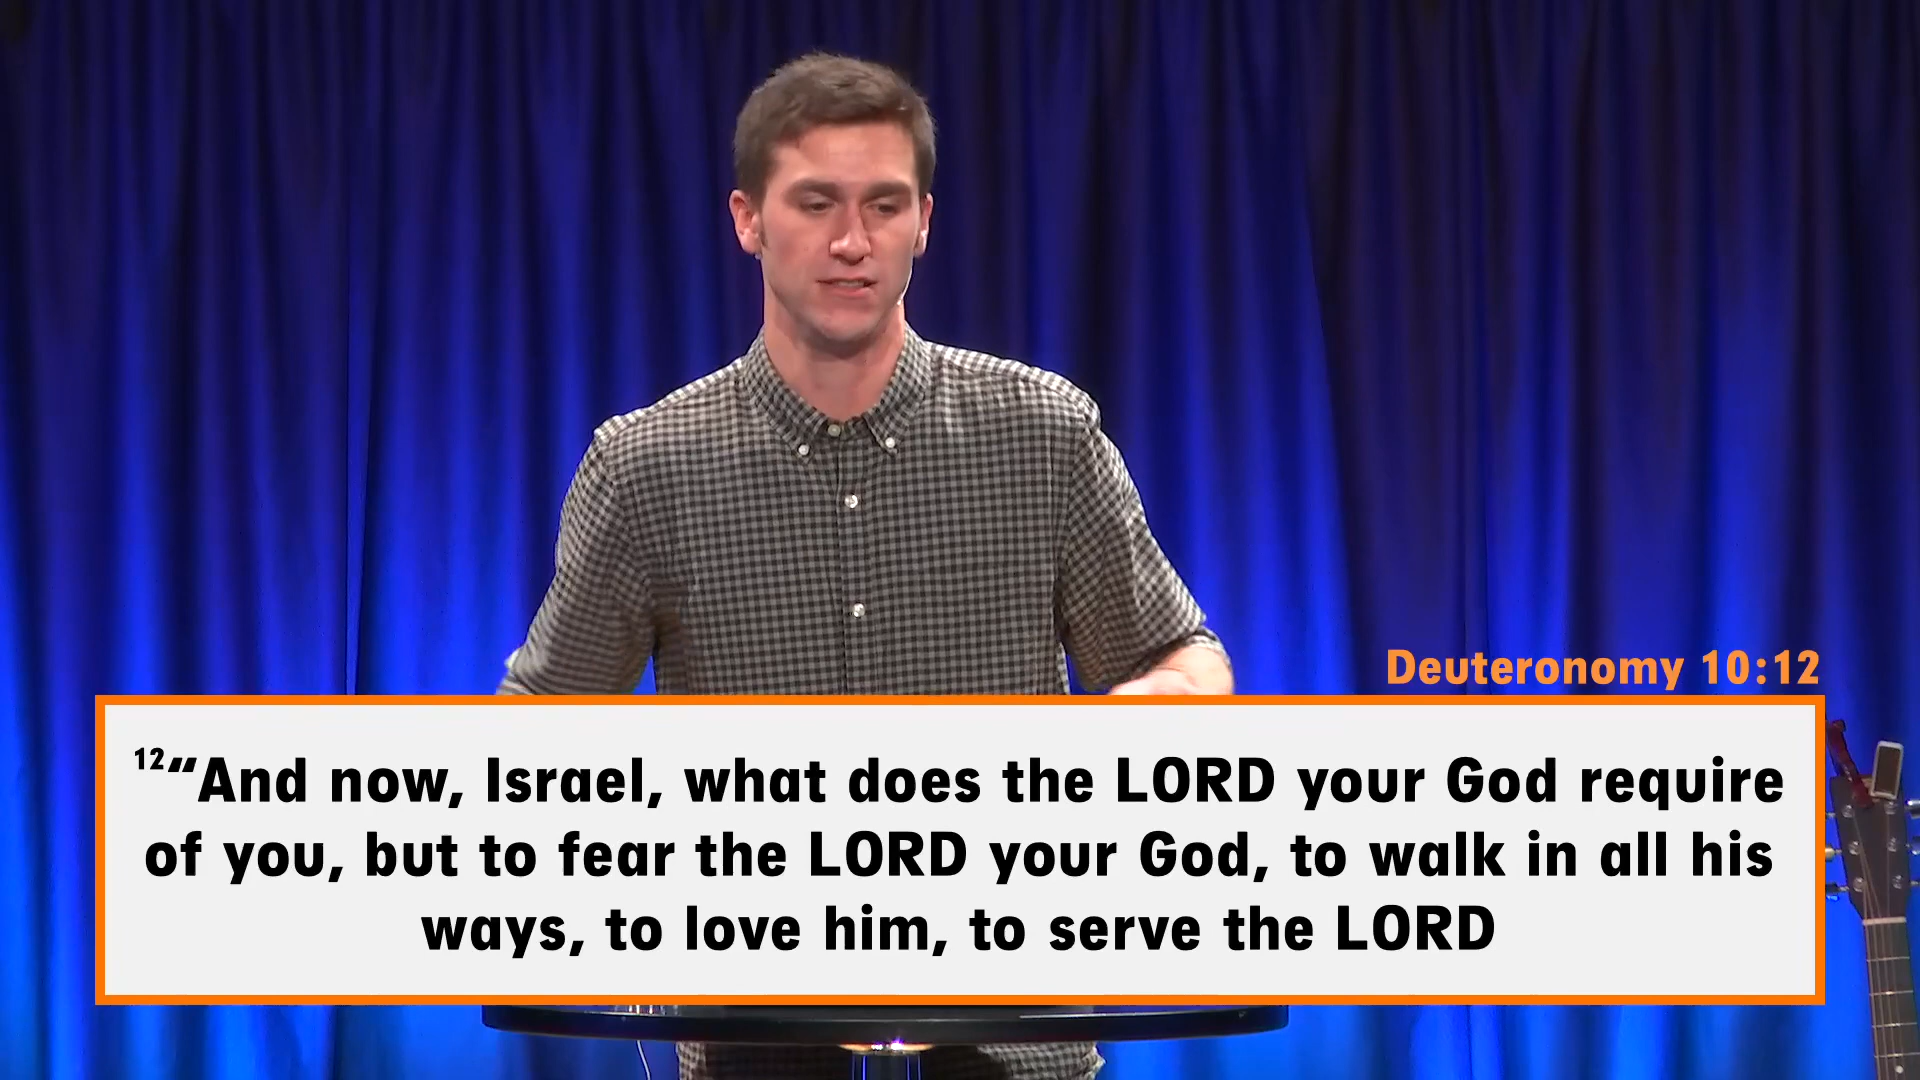 Deuteronomy 10:12
12“And now, Israel, what does the LORD your God require
of you, but to fear the LORD your God, to walk in all his
ways, to love him, to serve the LORD